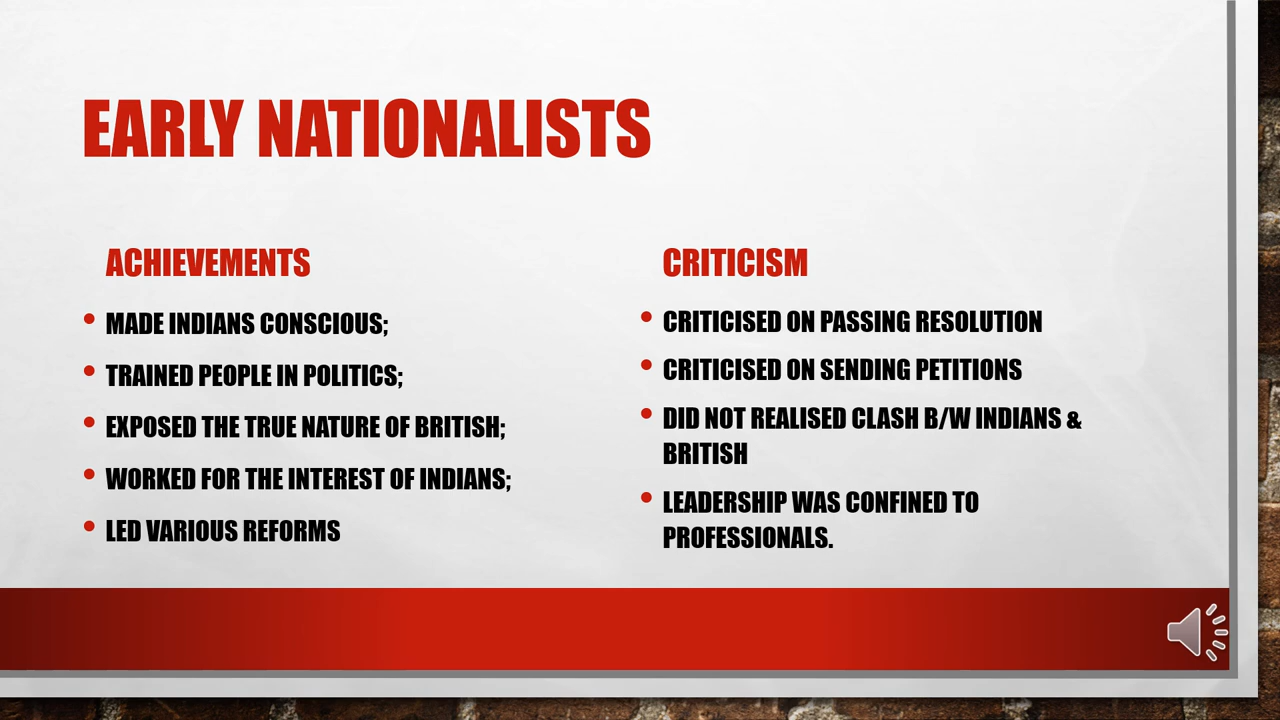 EARLY NATIONALISTS
ACHIEVEMENTS
• MADE INDIANS CONSCIOUS;
• TRAINED PEOPLE IN POLITICS;
• EXPOSED THE TRUE NATURE OF BRITISH;
• WORKED FOR THE INTEREST OF INDIANS;
• LED VARIOUS REFORMS
CRITICISM
• CRITICISED ON PASSING RESOLUTION
• CRITICISED ON SENDING PETITIONS
• DID NOT REALISED CLASH B/W INDIANS &
BRITISH
• LEADERSHIP WAS CONFINED TO
PROFESSIONALS.